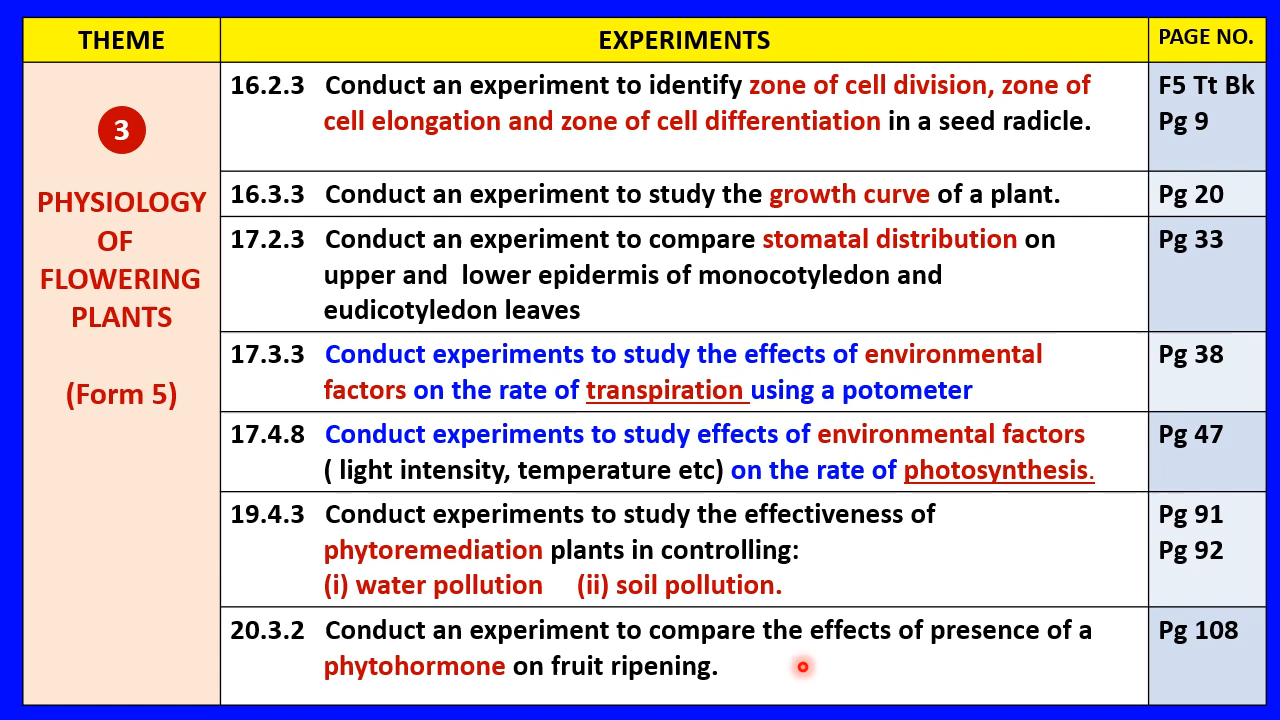 THEME
EXPERIMENTS
PAGE NO.
3
PHYSIOLOGY
OF
FLOWERING
PLANTS
(Form 5)
16.2.3 Conduct an experiment to identify zone of cell division, zone of
cell elongation and zone of cell differentiation in a seed radicle.
F5 Tt Bk
Pg 9
16.3.3 Conduct an experiment to study the growth curve of a plant.
Pg 20
17.2.3 Conduct an experiment to compare stomatal distribution on
upper and lower epidermis of monocotyledon and
eudicotyledon leaves
Pg 33
17.3.3 Conduct experiments to study the effects of environmental
factors on the rate of transpiration using a potometer
Pg 38
17.4.8 Conduct experiments to study effects of environmental factors
( light intensity, temperature etc) on the rate of photosynthesis.
Pg 47
19.4.3 Conduct experiments to study the effectiveness of
phytoremediation plants in controlling:
(i) water pollution (ii) soil pollution.
Pg 91
Pg 92
20.3.2 Conduct an experiment to compare the effects of presence of a
phytohormone on fruit ripening.
Pg 108